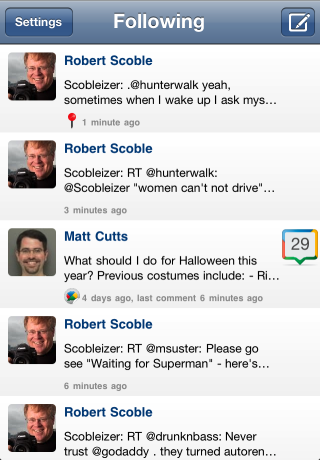 Settings
Following
Robert Scoble
Scobleizer: .@hunterwalk yeah,
sometimes when I wake up I ask mys…
1 minute ago
Robert Scoble
Scobleizer: RT @hunterwalk:
@Scobleizer "women can't not drive"…
3 minutes ago
Matt Cutts
What should I do for Halloween this
year? Previous costumes include: - Ri…
29
4 days ago, last comment 6 minutes ago
Robert Scoble
Scobleizer: RT @msuster: Please go
see "Waiting for Superman" - here's…
6 minutes ago
Robert Scoble
Scobleizer: RT @drunknbass: Never
trust @godaddy . they turned autoren…